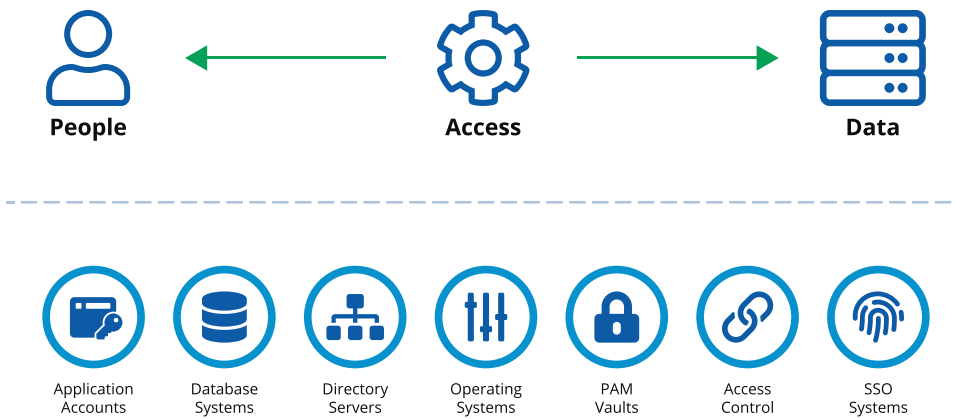 People
Access
Data
Application
Accounts
Database
Systems
Directory
Servers
Operating
Systems
PAM
Vaults
Access
Control
SSO
Systems